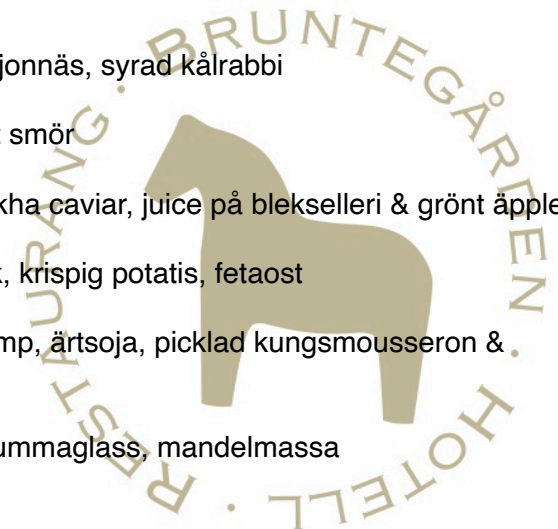 jonnäs, syrad kålrabbi
smör
kha caviar, juice på blekselleri & grönt äpple
, krispig potatis, fetaost
mp, ärtsoja, picklad kungsmousseron &
ummaglass, mandelmassa
RESTAURANG · BRUNTEGÅRDEN · HOTELL ·